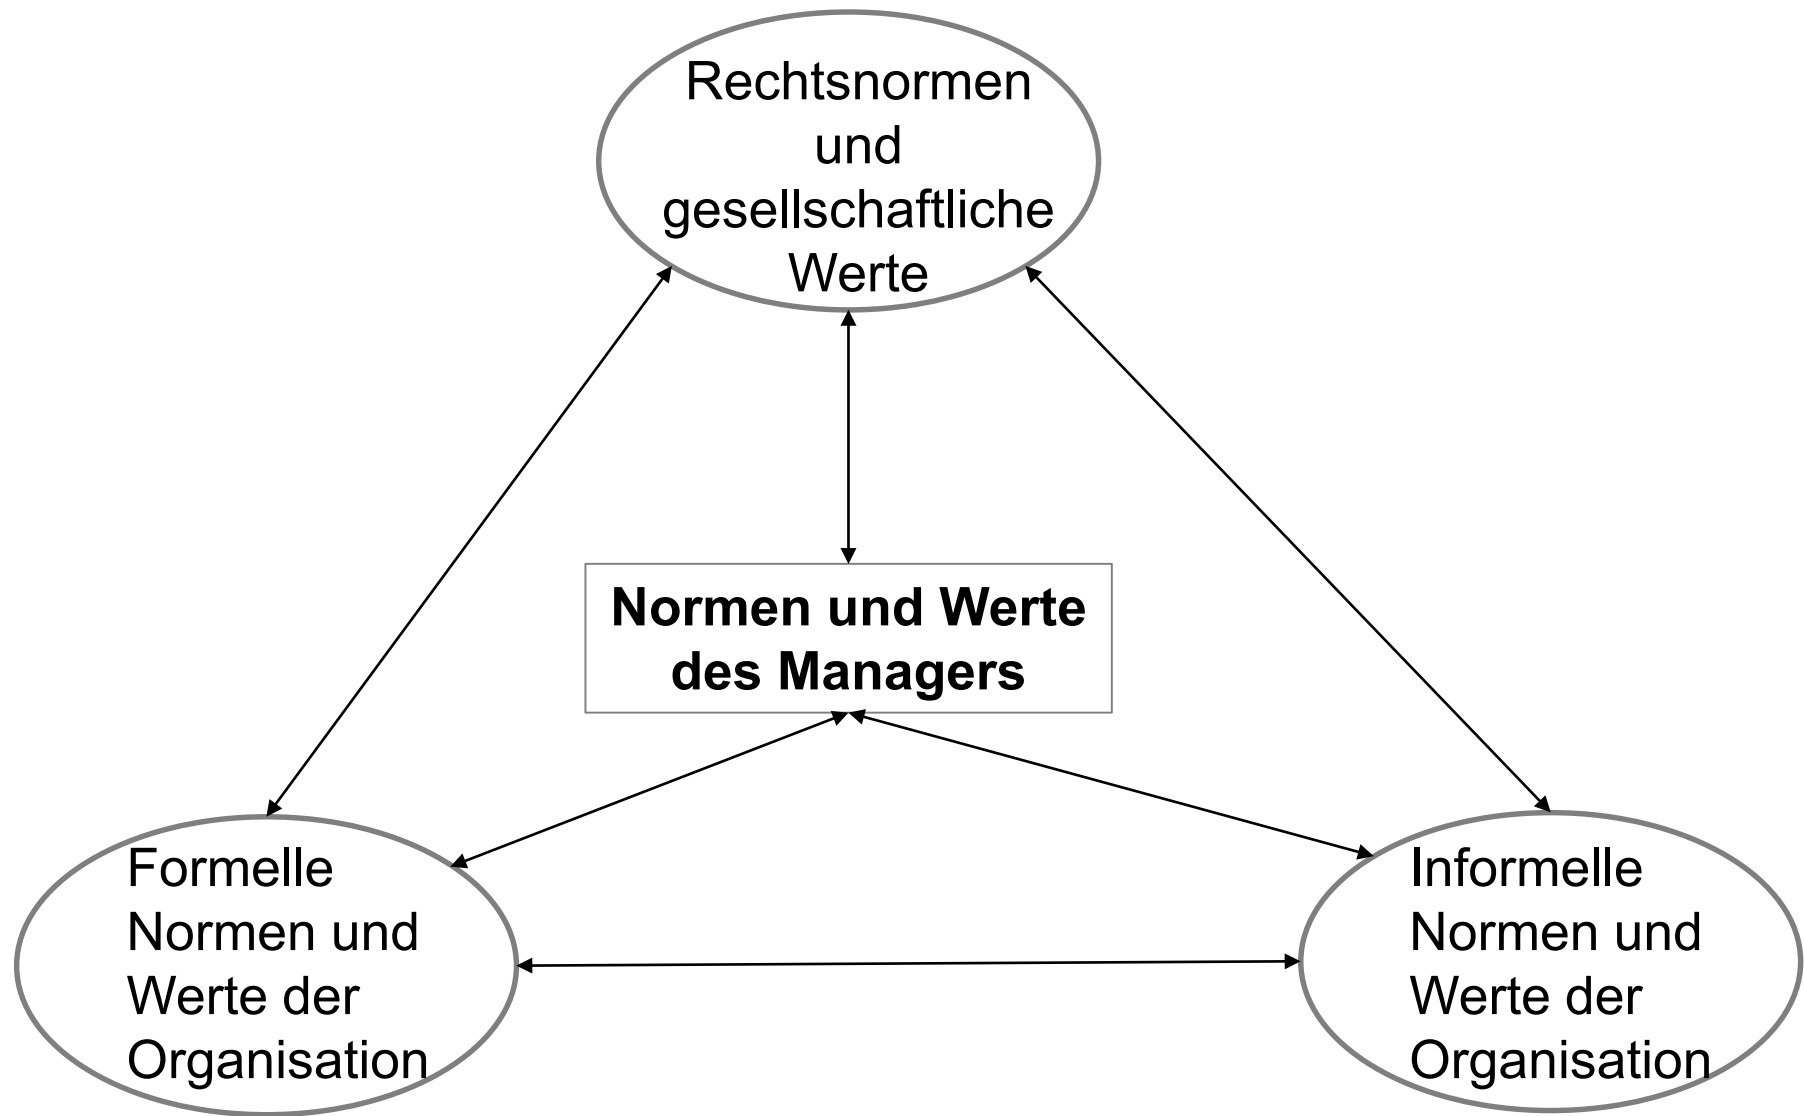 Rechtsnormen
und
gesellschaftliche
Werte
Normen und Werte
des Managers
Formelle
Normen und
Werte der
Organisation
Informelle
Normen und
Werte der
Organisation